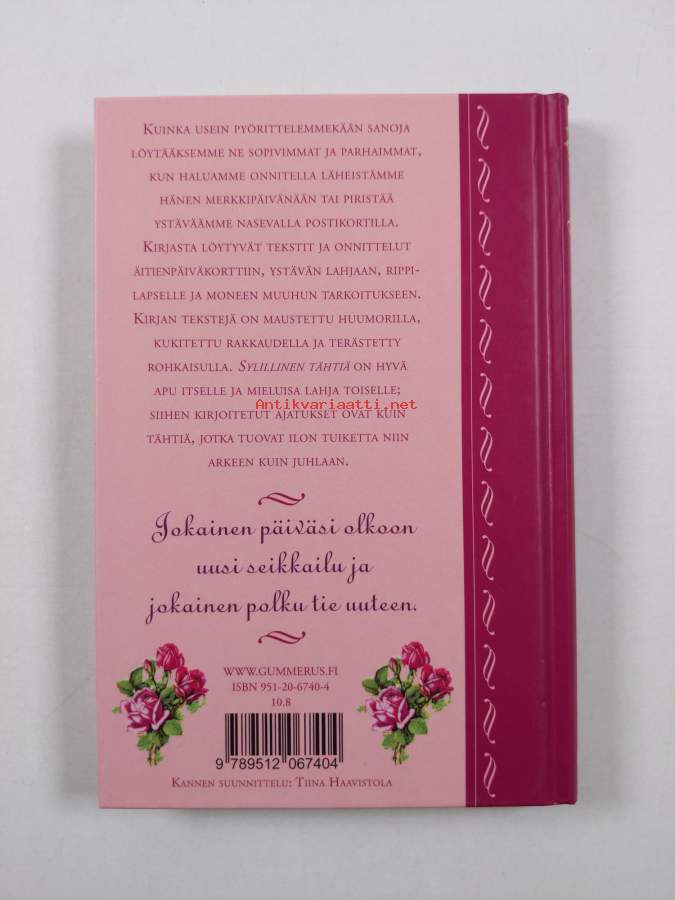 KUINKA USEIN PYÖRITTELEMMEKÄÄN SANOJA
LÖYTÄÄKSEMME NE SOPIVIMMAT JA PARHAIMMAT,
KUN HALUAMME ONNITELLA LÄHEISTÄMME
HÄNEN MERKKIPÄIVÄNÄÄN TAI PIRISTÄÄ
YSTÄVÄÄMME NASEVALLA POSTIKORTILLA.
KIRJASTA LÖYTYVÄT TEKSTIT JA ONNITTELUT
ÄITIENPÄIVÄKORTTIIN, YSTÄVÄN LAHJAAN, RIPPI-
LAPSELLE JA MONEEN MUUHUN TARKOITUKSEEN.
KIRJAN TEKSTEJÄ ON MAUSTETTU HUUMORILLA,
KUKITETTU RAKKAUDELLA JA TERÄSTETTY
ROHKAISULLA. SYLILLINEN TÄHTIÄ ON HYVÄ
APU ITSELLE JA MIELUISA LAHJA TOISELLE;
Antikvariaatti.net
SIIHEN KIRJOITETUT AJATUKSET OVAT KUIN
TÄHTIÄ, JOTKA TUOVAT ILON TUIKETTA NIIN
ARKEEN KUIN JUHLAAN.
Jokainen päiväsi olkoon
uusi seikkailu ja
jokainen polku tie uuteen.
WWW.GUMMERUS.FI
ISBN 951-20-6740-4
10.8
9 789512 067404
KANNEN SUUNNITTELU: TIINA HAAVISTOLA